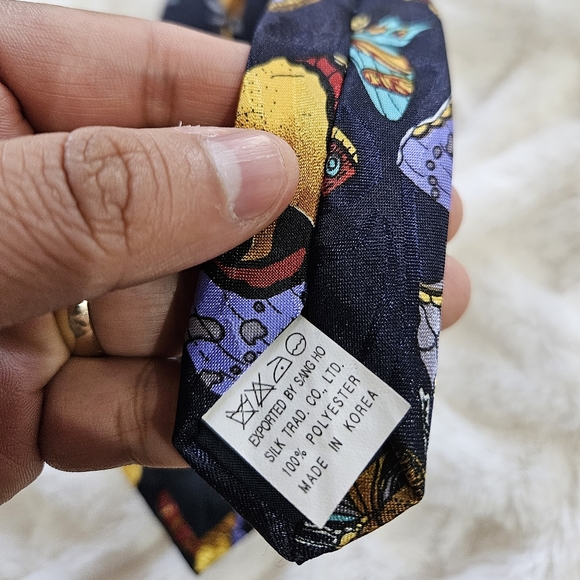 EXPORTED BY SANG HO
SILK TRAD. CO., LTD.
100% POLYESTER
MADE IN KOREA